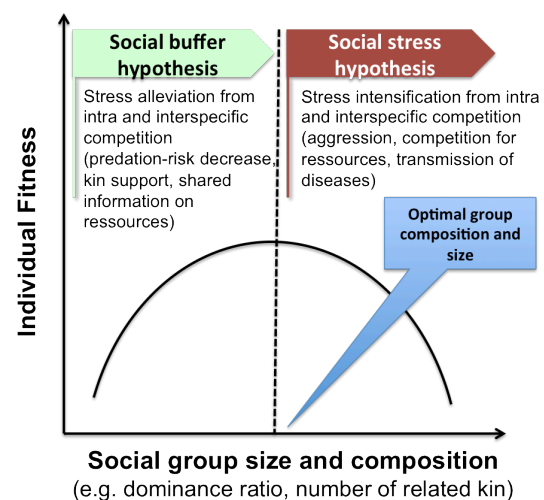 Social buffer
hypothesis
Stress alleviation from
intra and interspecific
competition
(predation-risk decrease,
kin support, shared
information on
ressources)
Social stress
hypothesis
Stress intensification from intra
and interspecific competition
(aggression, competition for
ressources, transmission of
diseases)
Optimal group
composition and
size
Individual Fitness
Social group size and composition
(e.g. dominance ratio, number of related kin)